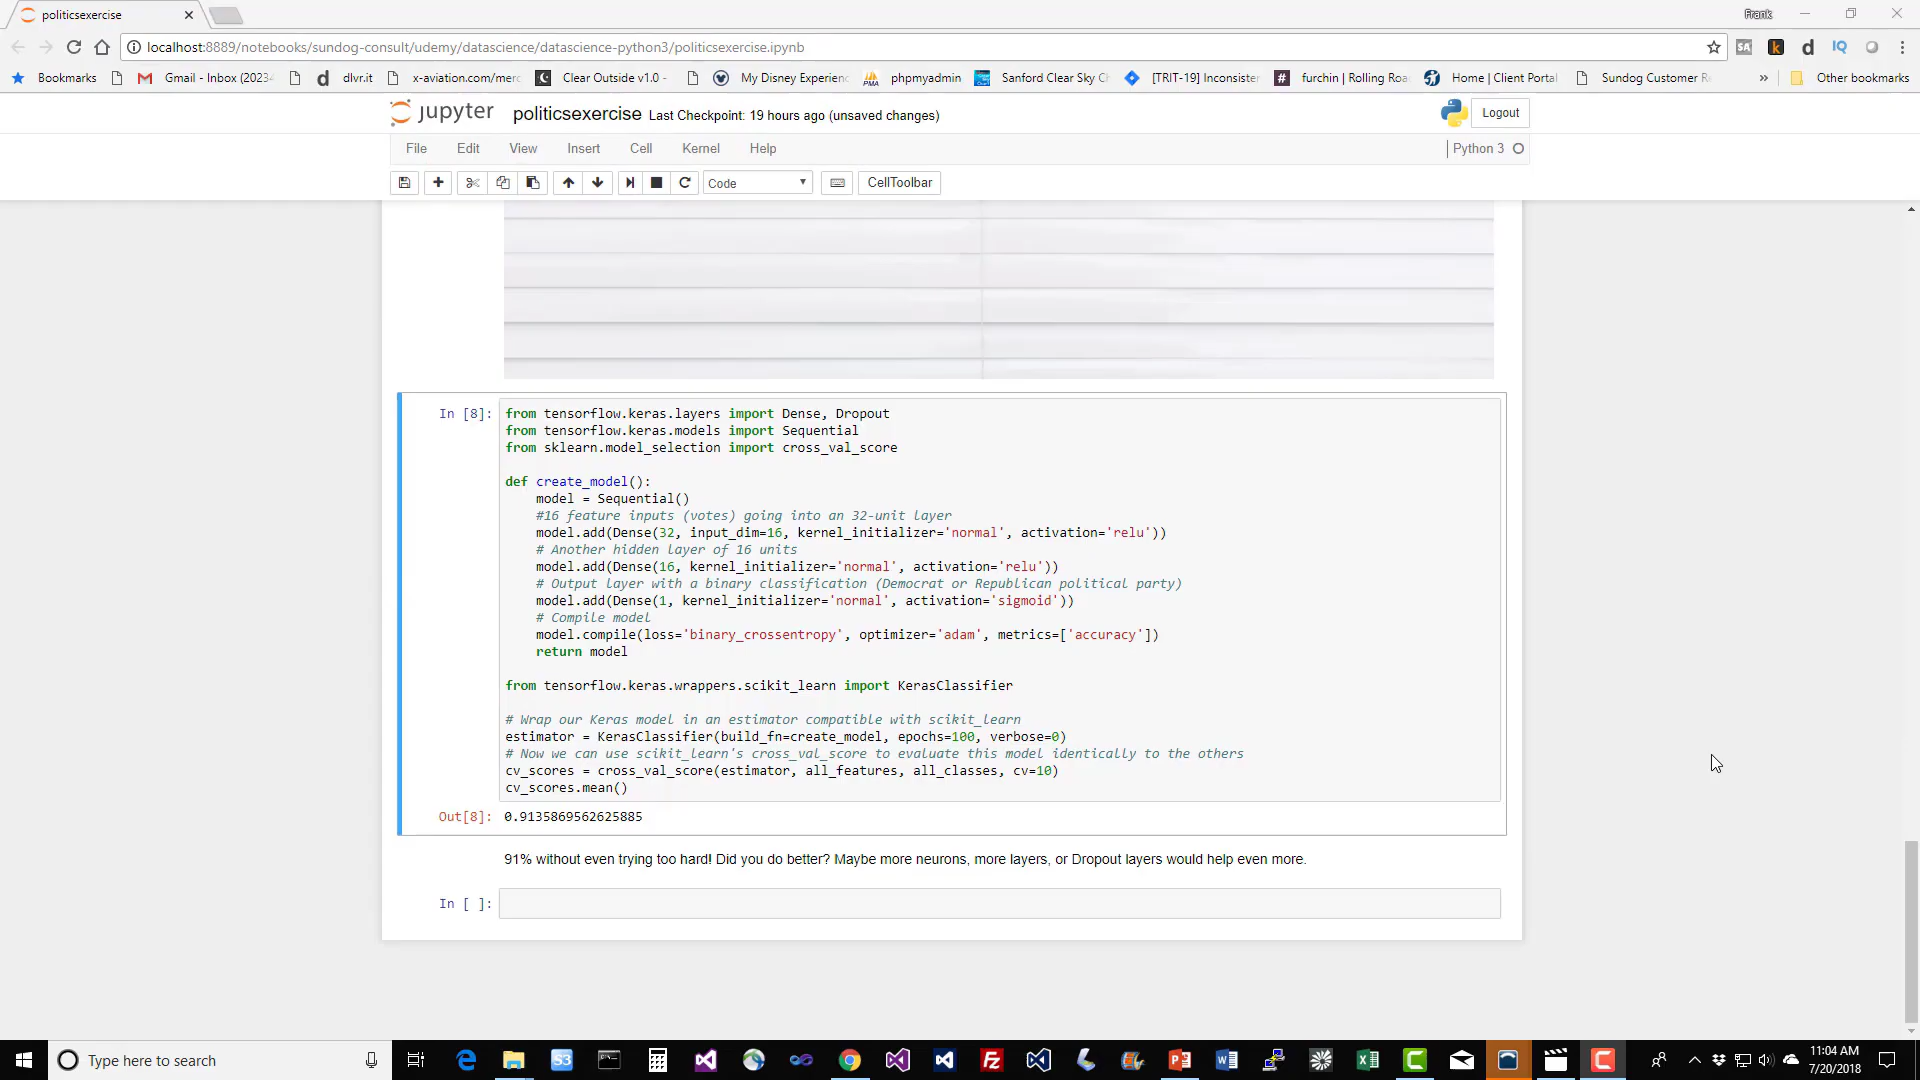 politicsexercise
Frank
localhost:8889/notebooks/sundog-consult/udemy/datascience/datascience-python3/politicsexercise.ipynb
Bookmarks
Gmail - Inbox (2023
dlvr.it
x-aviation.com/merc
Clear Outside v1.0 -
My Disney Experienc
phpmyadmin
Sanford Clear Sky Ch
[TRIT-19] Inconsister
furchin | Rolling Roa
Home | Client Portal
Sundog Customer Re
Other bookmarks
jupyter politicsexercise Last Checkpoint: 19 hours ago (unsaved changes)
Logout
File Edit View Insert Cell Kernel Help
Python 3
Code
CellToolbar
In [8]:
from tensorflow.keras.layers import Dense, Dropout
from tensorflow.keras.models import Sequential
from sklearn.model_selection import cross_val_score
def create_model():
model = Sequential()
#16 feature inputs (votes) going into an 32-unit layer
model.add(Dense(32, input_dim=16, kernel_initializer='normal', activation='relu'))
# Another hidden layer of 16 units
model.add(Dense(16, kernel_initializer='normal', activation='relu'))
# Output layer with a binary classification (Democrat or Republican political party)
model.add(Dense(1, kernel_initializer='normal', activation='sigmoid'))
# Compile model
model.compile(loss='binary_crossentropy', optimizer='adam', metrics=['accuracy'])
return model
from tensorflow.keras.wrappers.scikit_learn import KerasClassifier
# Wrap our Keras model in an estimator compatible with scikit_learn
estimator = KerasClassifier(build_fn=create_model, epochs=100, verbose=0)
# Now we can use scikit_learn's cross_val_score to evaluate this model identically to the others
cv_scores = cross_val_score(estimator, all_features, all_classes, cv=10)
cv_scores.mean()
Out[8]: 0.9135869562625885
91% without even trying too hard! Did you do better? Maybe more neurons, more layers, or Dropout layers would help even more.
In [ ]:
Type here to search
11:04 AM
7/20/2018